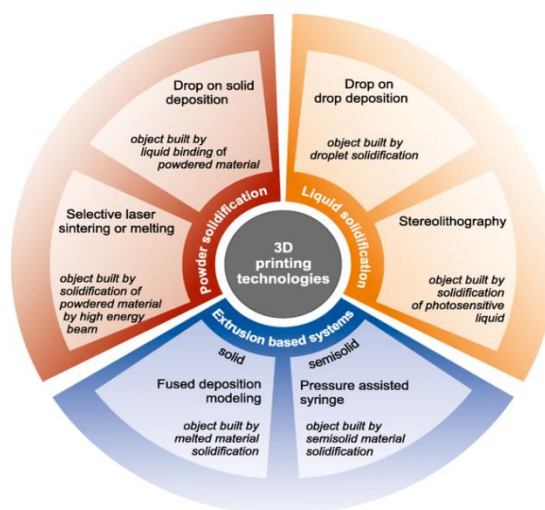 Drop on solid
deposition
object built by
liquid binding of
powdered material
Drop on
drop deposition
object built by
droplet solidification
Selective laser
sintering or melting
object built by
solidification of
powdered material
by high energy
beam
Powder solidification
3D
printing
technologies
Liquid solidification
Stereolithography
object built by
solidification
of photosensitive
liquid
Extrusion based systems
solid
semisolid
Fused deposition
modeling
object built by
melted material
solidification
Pressure assisted
syringe
object built by
semisolid material
solidification